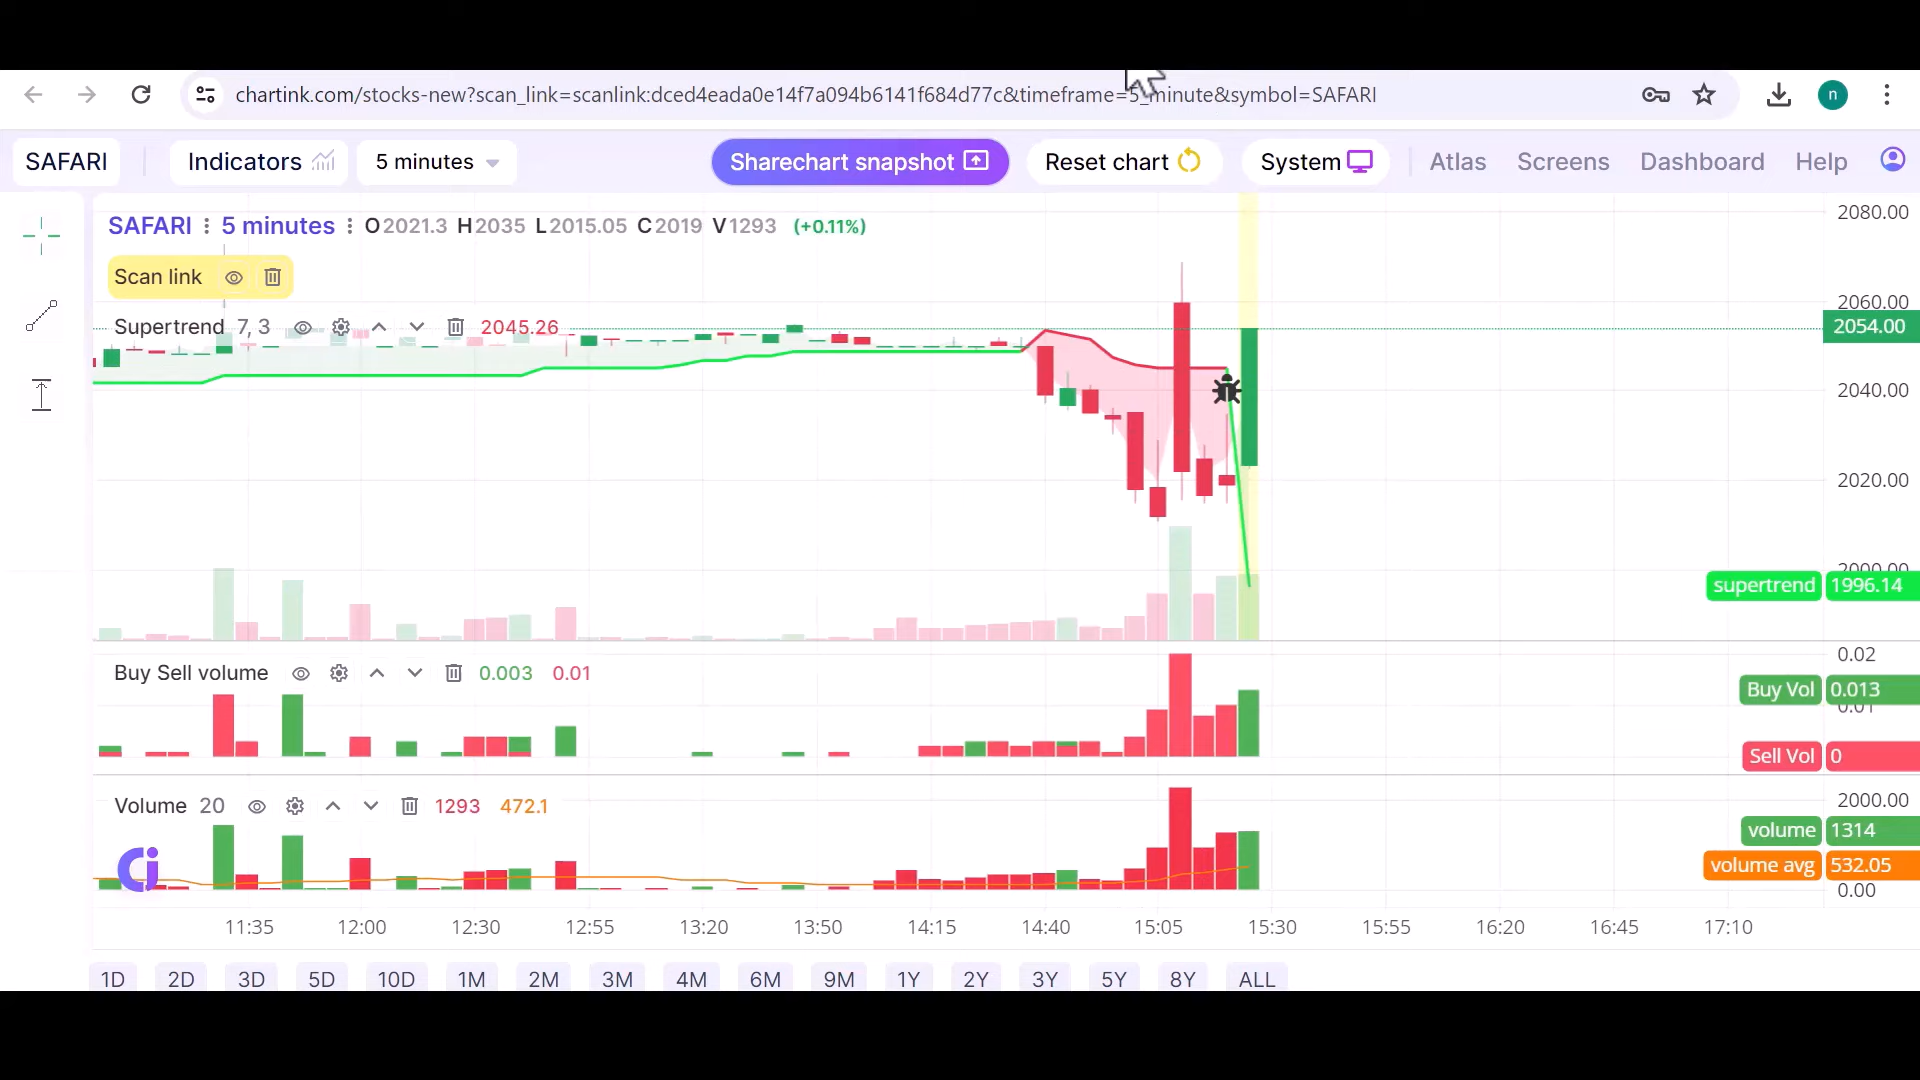 chartink.com/stocks-new?scan_link=scanlink:dced4eada0e14f7a094b6141f684d77c&timeframe=5_minute&symbol=SAFARI
n
SAFARI Indicators 5 minutes Sharechart snapshot Reset chart System Atlas Screens Dashboard Help
SAFARI 5 minutes O2021.3 H2035 L2015.05 C2019 V1293 (+0.11%)
2080.00
Scan link
2060.00
Supertrend 7, 3 2045.26
2054.00
2040.00
2020.00
2000.00
supertrend 1996.14
Buy Sell volume 0.003 0.01
0.02
Buy Vol 0.013
0.01
Sell Vol 0
Volume 20 1293 472.1
2000.00
volume 1314
volume avg 532.05
0.00
11:35 12:00 12:30 12:55 13:20 13:50 14:15 14:40 15:05 15:30 15:55 16:20 16:45 17:10
1D 2D 3D 5D 10D 1M 2M 3M 4M 6M 9M 1Y 2Y 3Y 5Y 8Y ALL